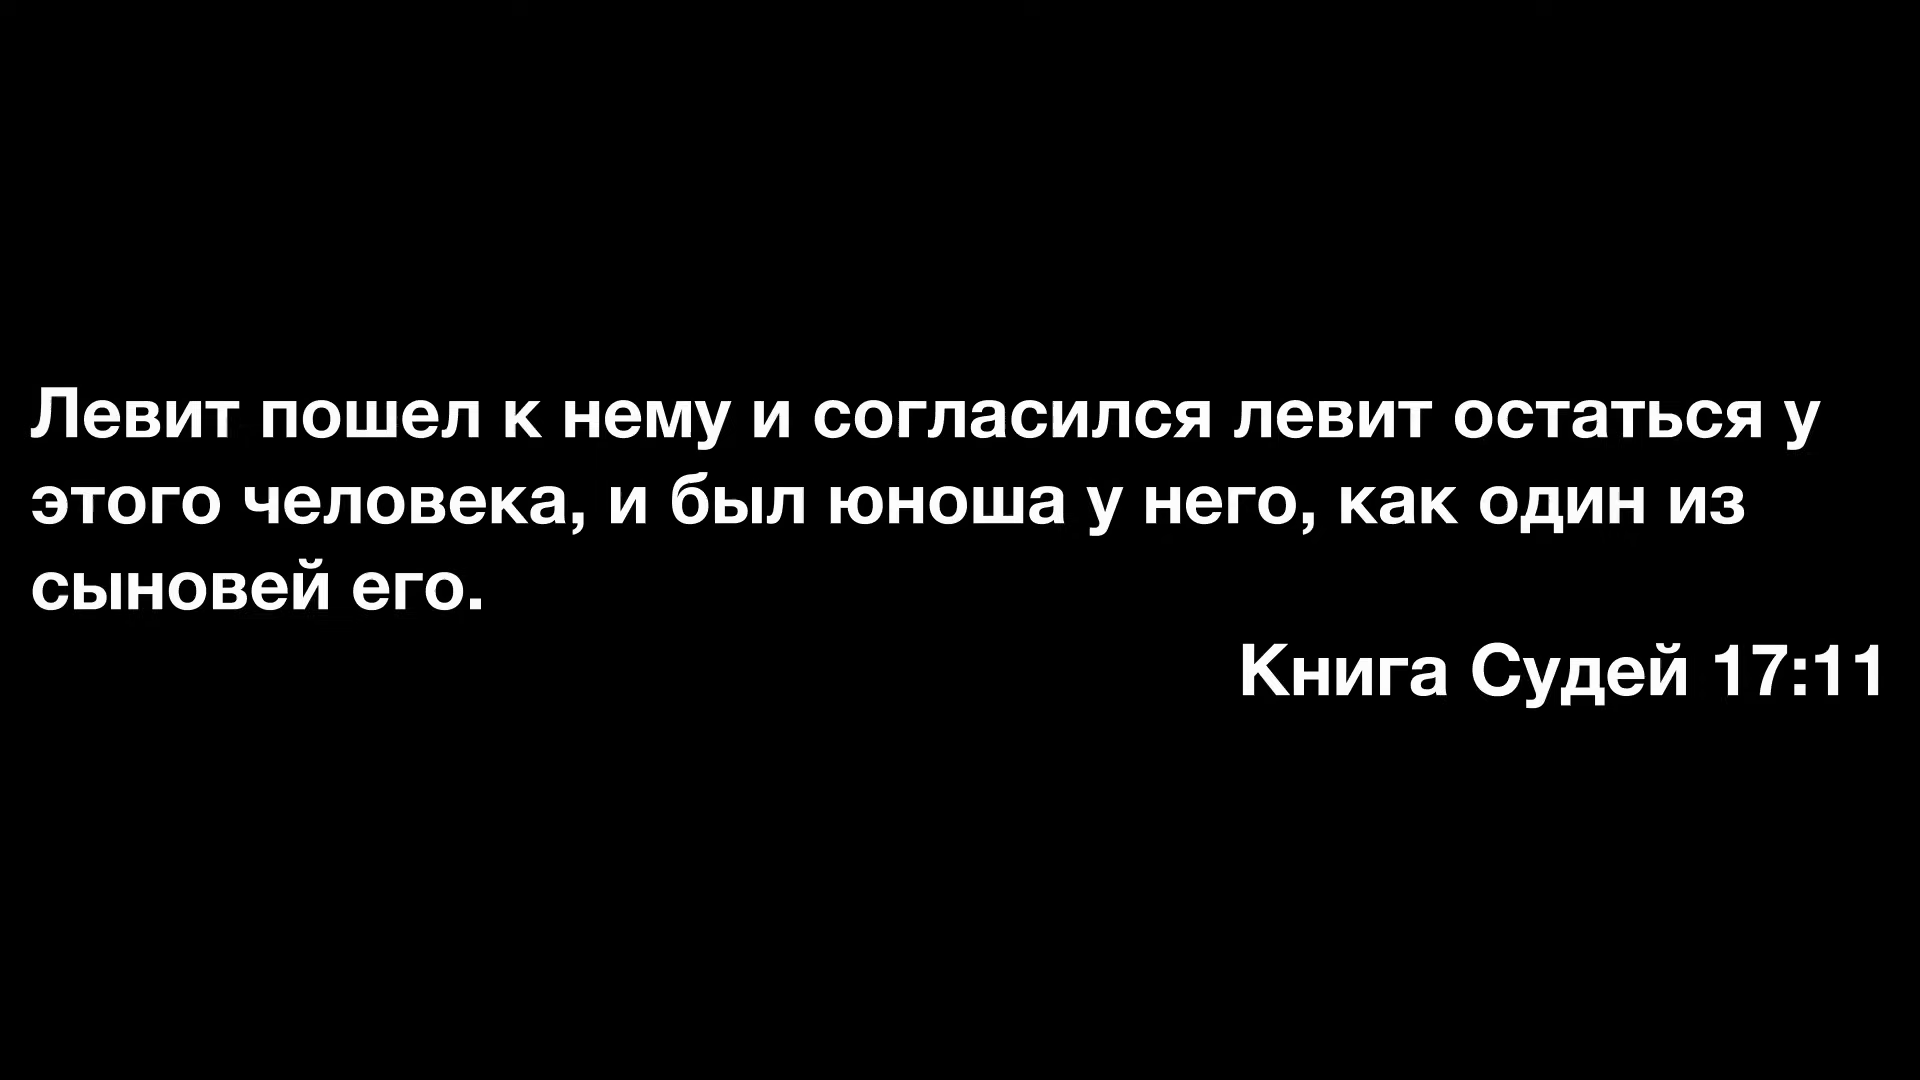 Левит пошел к нему и согласился левит остаться у
этого человека, и был юноша у него, как один из
сыновей его.
Книга Судей 17:11